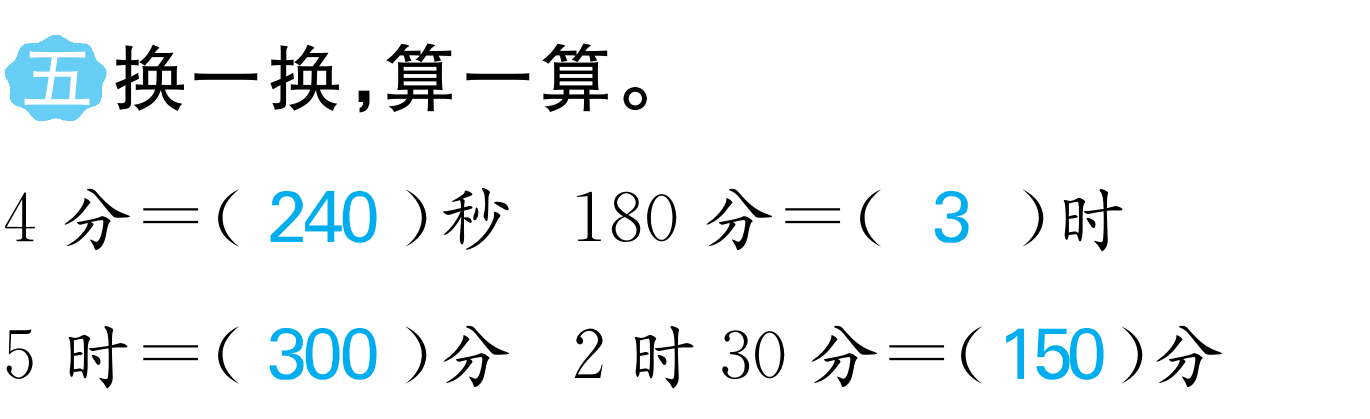 五 换一换,算一算。
4 分=( 240 )秒 180 分=( 3 )时
5 时=( 300 )分 2 时 30 分=( 150 )分